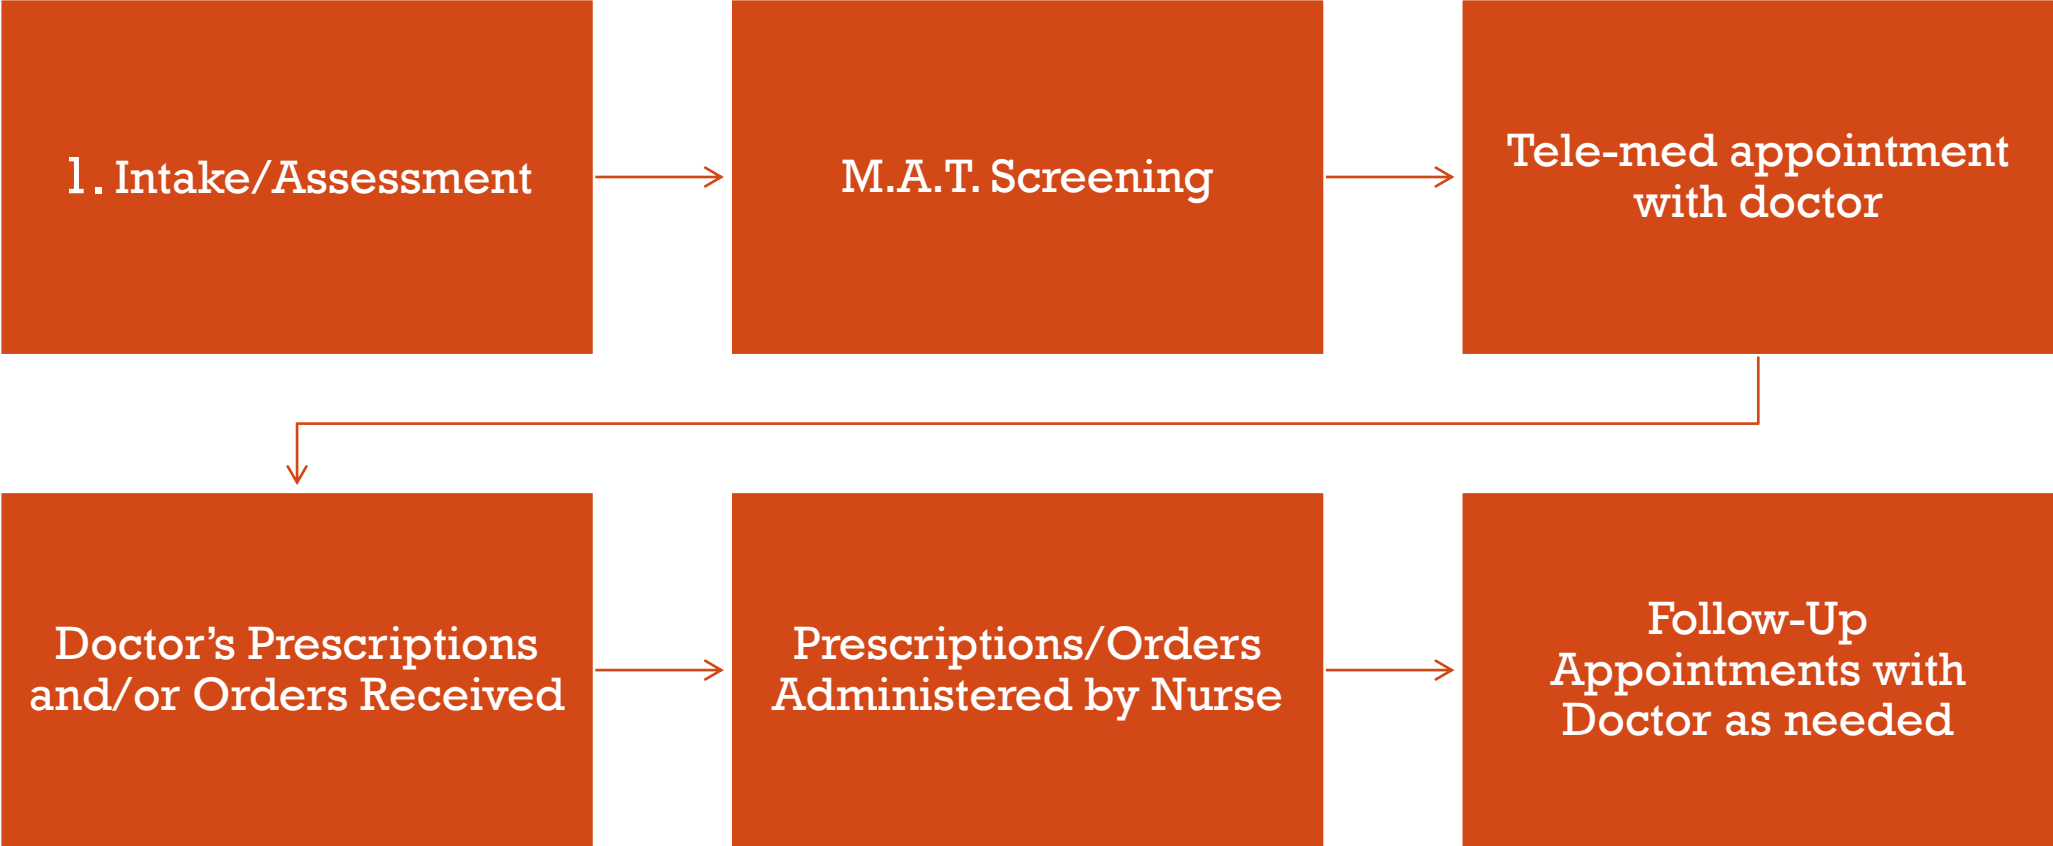 1. Intake/Assessment
M.A.T. Screening
Tele-med appointment
with doctor
Doctor’s Prescriptions
and/or Orders Received
Prescriptions/Orders
Administered by Nurse
Follow-Up
Appointments with
Doctor as needed